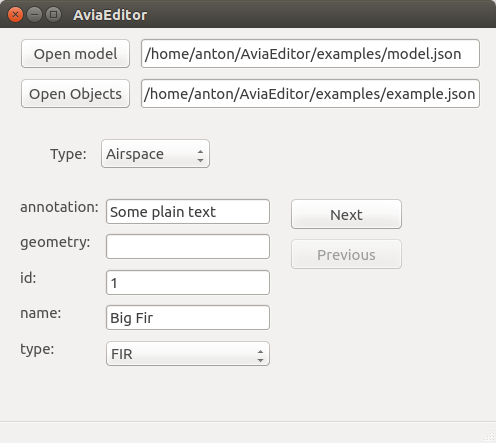 AviaEditor
Open model /home/anton/AviaEditor/examples/model.json
Open Objects /home/anton/AviaEditor/examples/example.json
Type: Airspace
annotation: Some plain text Next
geometry: Previous
id: 1
name: Big Fir
type: FIR